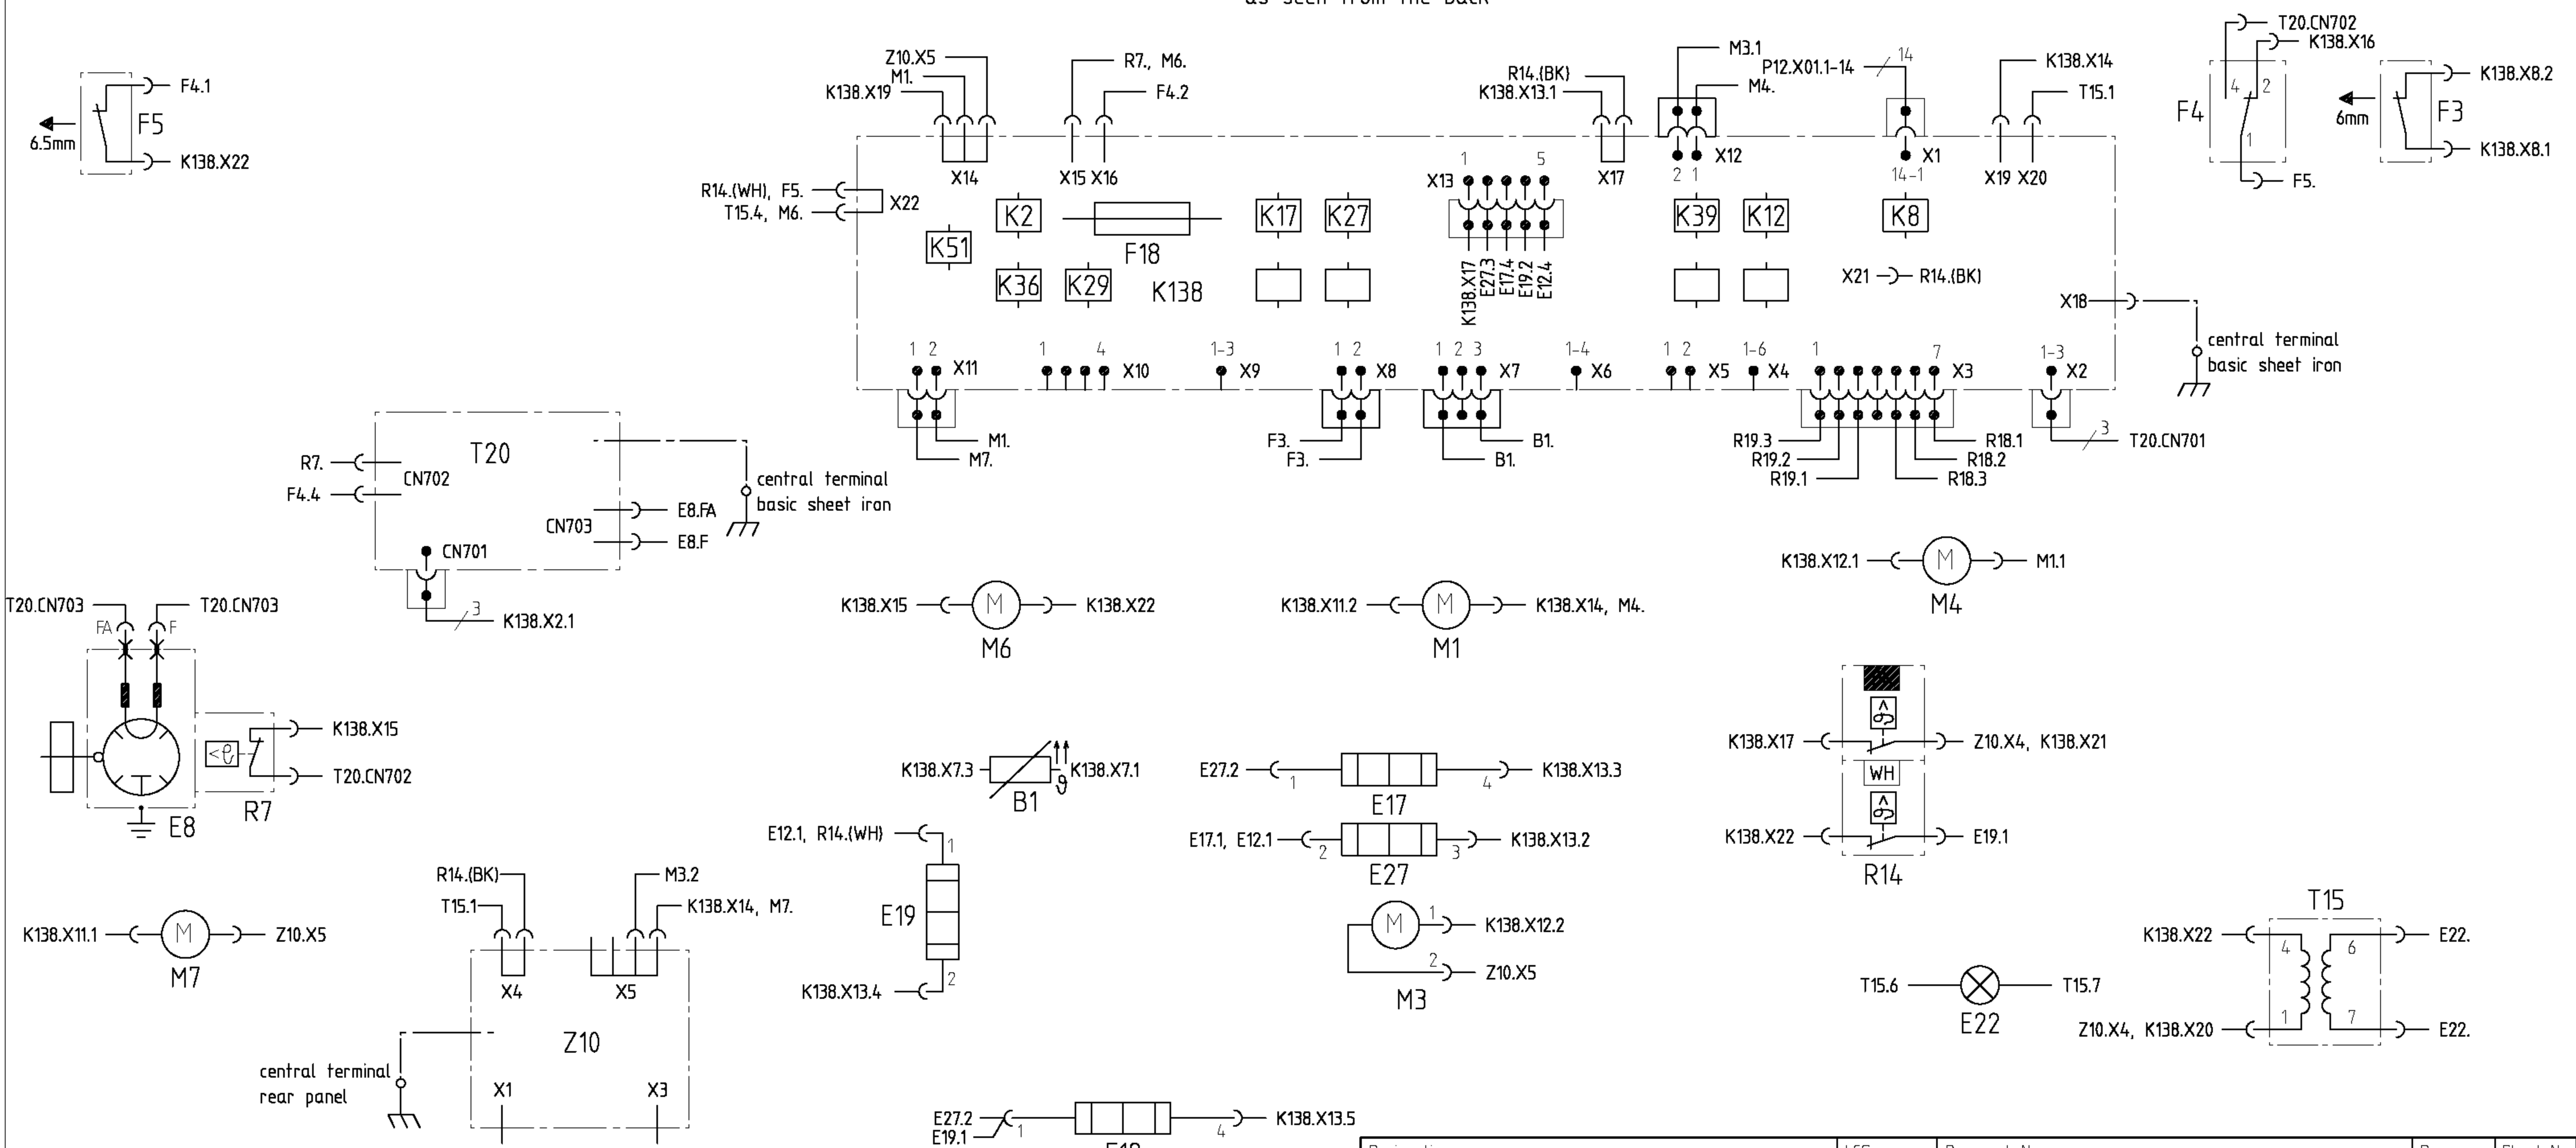 as seen from the back
T20.CN702
K138.X16
4 2
F4
1
F5.
K138.X8.2
6mm
F3
K138.X8.1
F4.1
6.5mm
F5
K138.X22
Z10.X5
M1.
K138.X19
X14
R7., M6.
F4.2
X15 X16
R14.(BK)
K138.X13.1
X17
M3.1
M4.
X12
2 1
P12.X01.1-14
14
X1
14-1
K138.X14
T15.1
X19 X20
R14.(WH), F5.
T15.4, M6.
X22
K51
K2
K36
K29
F18
K138
K17
K27
1 5
X13
K138.X17
E27.3
E17.4
E19.2
E12.4
K39
K12
K8
X21
R14.(BK)
X18
central terminal
basic sheet iron
1 2
X11
M1.
M7.
1 4
X10
1-3
X9
1 2
X8
F3.
F3.
1 2 3
X7
B1.
B1.
1-4
X6
1 2
X5
1-6
X4
1 7
X3
R19.3
R19.2
R19.1
R18.1
R18.2
R18.3
1-3
X2
3
T20.CN701
T20
R7.
F4.4
CN702
CN703
E8.FA
E8.F
CN701
3
K138.X2.1
central terminal
basic sheet iron
T20.CN703
T20.CN703
FA F
E8
R7
K138.X15
T20.CN702
K138.X15
M
K138.X22
M6
K138.X11.2
M
K138.X14, M4.
M1
K138.X12.1
M
M1.1
M4
K138.X7.3
K138.X7.1
ϑ
B1
E27.2
1
4
K138.X13.3
E17
E17.1, E12.1
2
3
K138.X13.2
E27
K138.X17
Z10.X4, K138.X21
WH
K138.X22
E19.1
R14
K138.X11.1
M
Z10.X5
M7
R14.(BK)
T15.1
X4
M3.2
K138.X14, M7.
X5
Z10
X1
X3
central terminal
rear panel
E12.1, R14.(WH)
1
E19
2
K138.X13.4
M
1
K138.X12.2
2
Z10.X5
M3
T15.6
T15.7
E22
T15
K138.X22
4
6
E22.
Z10.X4, K138.X20
1
7
E22.
E27.2
E19.1
1
4
K138.X13.5